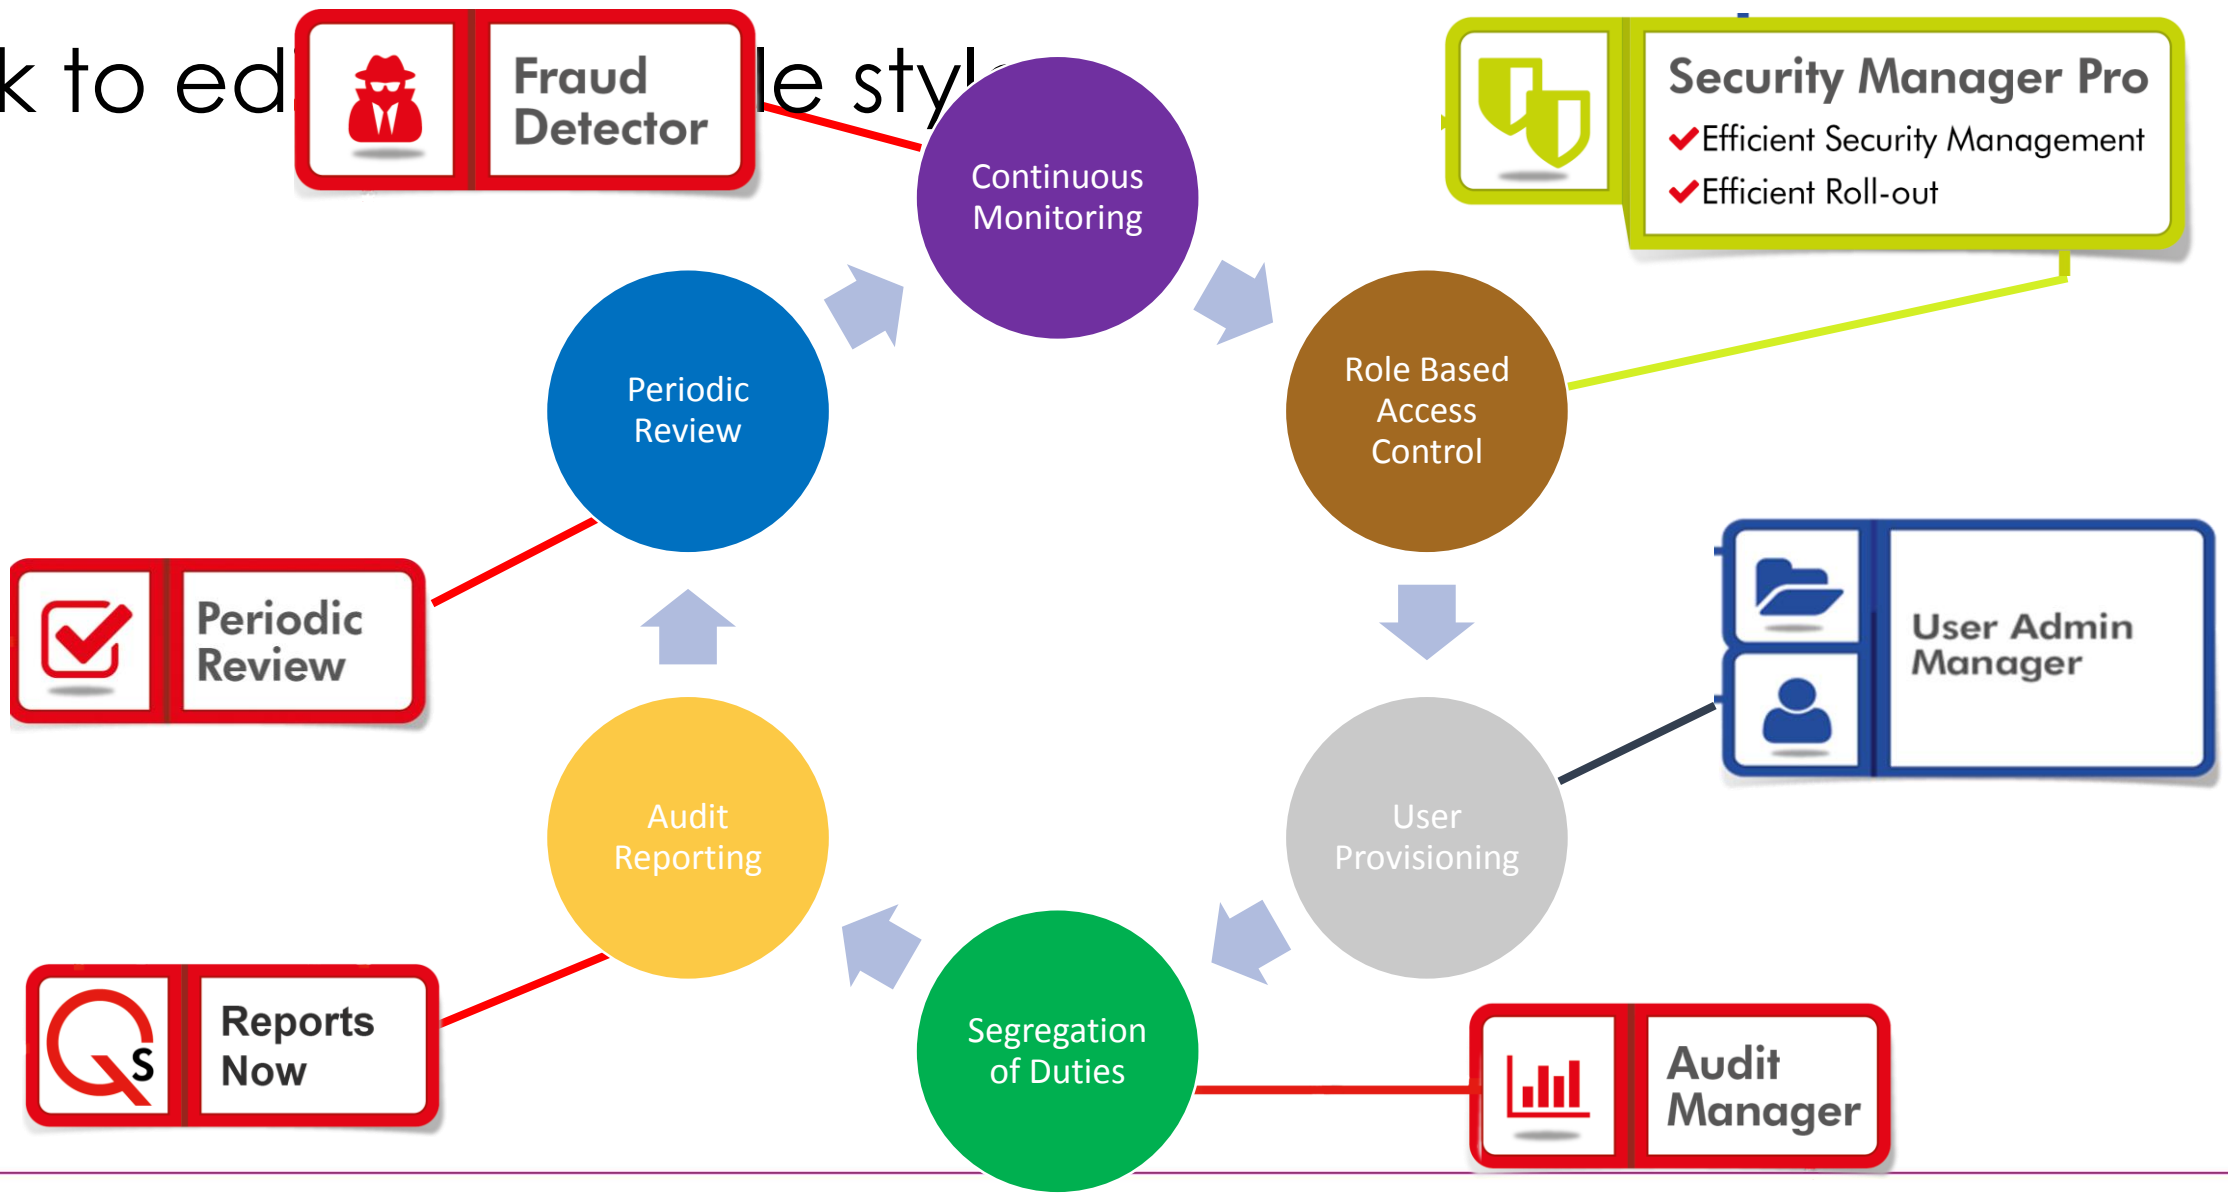 k to ed le styl
Fraud
Detector
Security Manager Pro
Efficient Security Management
Efficient Roll-out
Continuous
Monitoring
Role Based
Access
Control
Periodic
Review
Periodic
Review
User Admin
Manager
Audit
Reporting
User
Provisioning
Reports
Now
QS
Segregation
of Duties
Audit
Manager